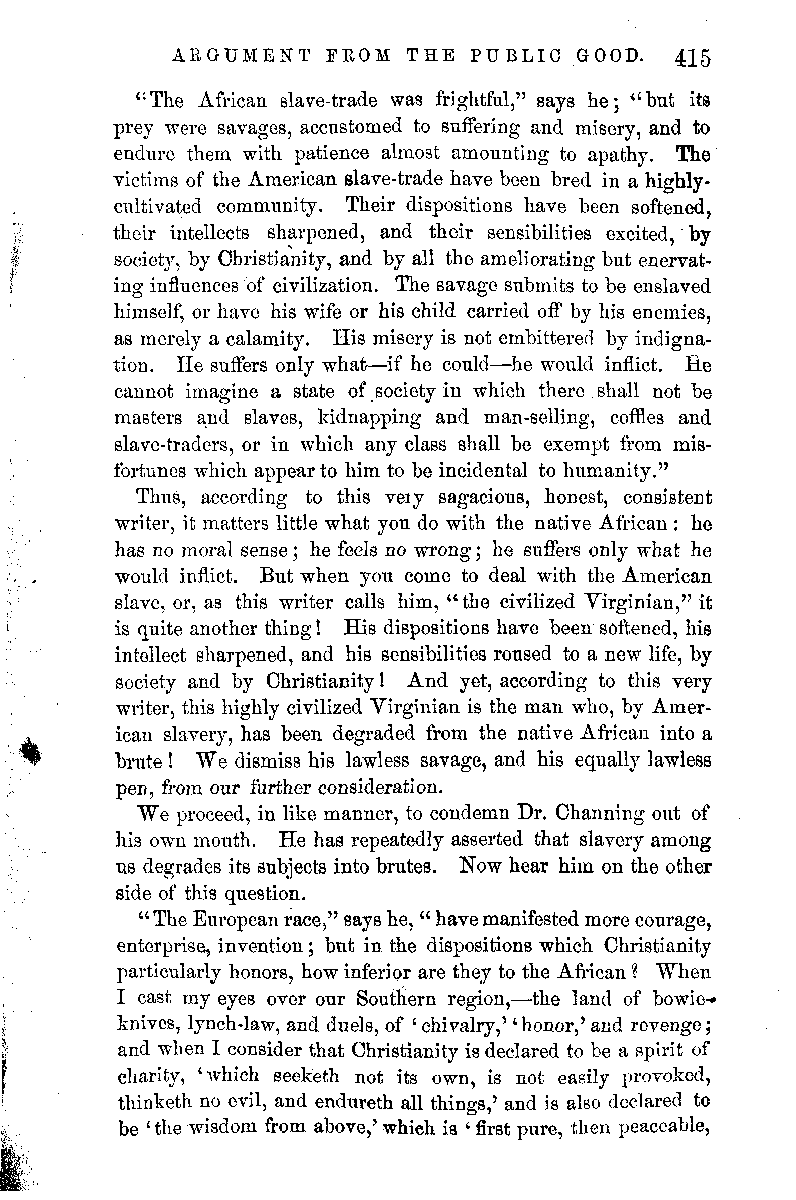 ARGUMENT FROM THE PUBLIC GOOD. 415
"The African slave-trade was frightful," says he; "but its
prey were savages, accustomed to suffering and misery, and to
endure them with patience almost amounting to apathy. The
victims of the American slave-trade have been bred in a highly-
cultivated community. Their dispositions have been softened,
their intellects sharpened, and their sensibilities excited, by
society, by Christianity, and by all the ameliorating but enervat-
ing influences of civilization. The savage submits to be enslaved
himself, or have his wife or his child carried off by his enemies,
as merely a calamity. His misery is not embittered by indigna-
tion. He suffers only what—if he could—he would inflict. He
cannot imagine a state of society in which there shall not be
masters and slaves, kidnapping and man-selling, coffles and
slave-traders, or in which any class shall be exempt from mis-
fortunes which appear to him to be incidental to humanity."
Thus, according to this very sagacious, honest, consistent
writer, it matters little what you do with the native African: he
has no moral sense; he feels no wrong; he suffers only what he
would inflict. But when you come to deal with the American
slave, or, as this writer calls him, "the civilized Virginian," it
is quite another thing! His dispositions have been softened, his
intellect sharpened, and his sensibilities roused to a new life, by
society and by Christianity! And yet, according to this very
writer, this highly civilized Virginian is the man who, by Amer-
ican slavery, has been degraded from the native African into a
brute! We dismiss his lawless savage, and his equally lawless
pen, from our further consideration.
We proceed, in like manner, to condemn Dr. Channing out of
his own mouth. He has repeatedly asserted that slavery among
us degrades its subjects into brutes. Now hear him on the other
side of this question.
"The European race," says he, "have manifested more courage,
enterprise, invention; but in the dispositions which Christianity
particularly honors, how inferior are they to the African? When
I cast my eyes over our Southern region,—the land of bowie-
knives, lynch-law, and duels, of 'chivalry,' 'honor,' and revenge;
and when I consider that Christianity is declared to be a spirit of
charity, 'which seeketh not its own, is not easily provoked,
thinketh no evil, and endureth all things,' and is also declared to
be 'the wisdom from above,' which is 'first pure, then peaceable,